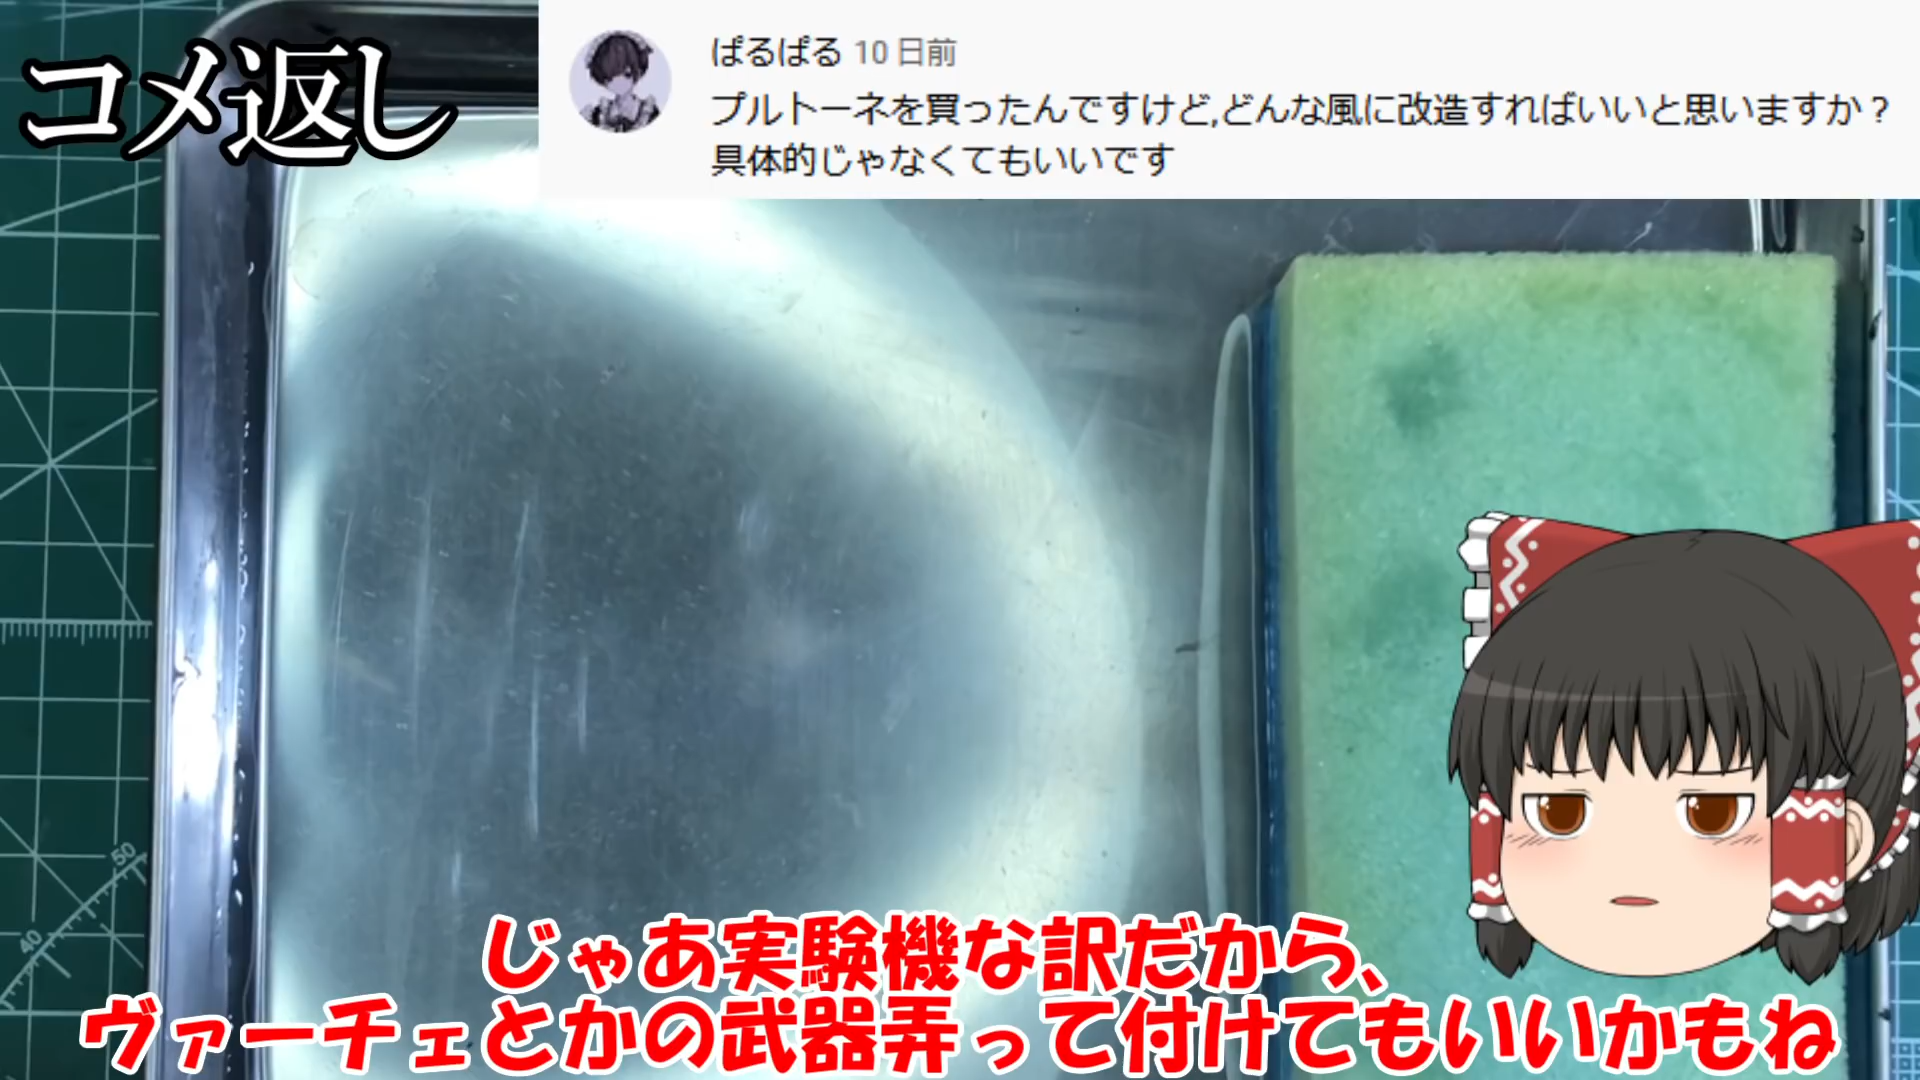 コメ返し
ぱるぱる 10 日前
プルトーネを買ったんですけど,どんな風に改造すればいいと思いますか？
具体的じゃなくてもいいです
50
40
じゃあ実験機な訳だから、
ヴァーチェとかの武器弄って付けてもいいかもね